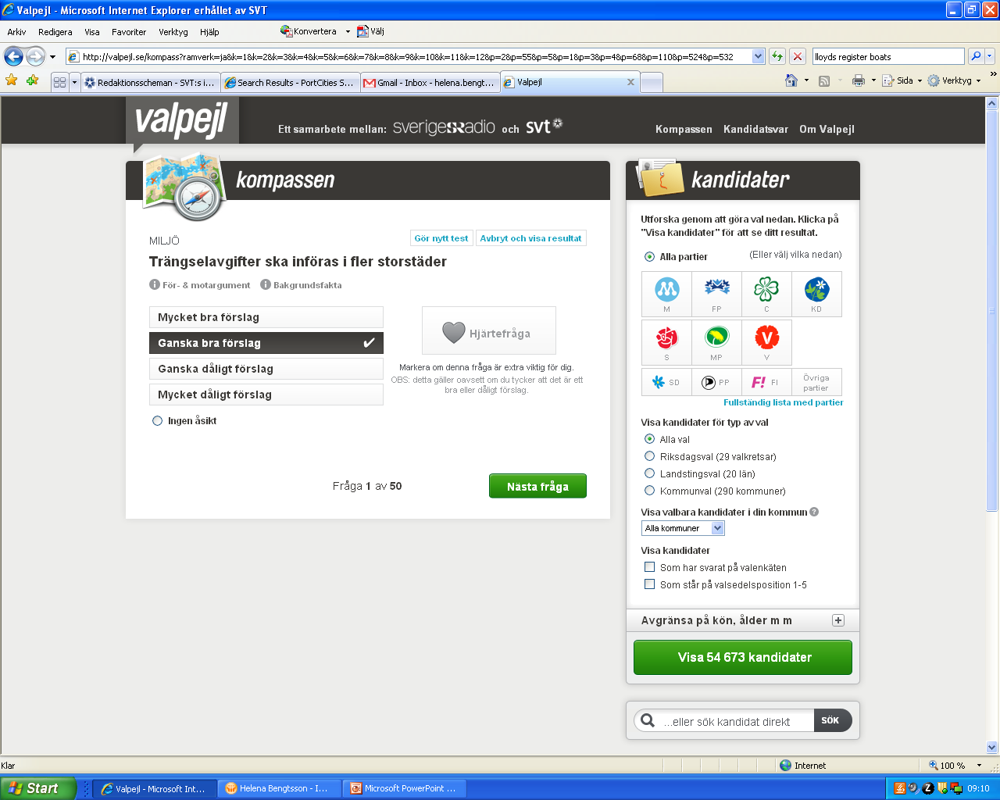 Valpejl - Microsoft Internet Explorer erhållet av SVT
Arkiv Redigera Visa Favoriter Verktyg Hjälp Konvertera Välj
http://valpejl.se/kompass?ramverk=ja&k=1&k=2&k=3&k=4&k=5&k=6&k=7&k=8&k=9&k=10&k=11&k=12&p=2&p=55&p=5&p=1&p=3&p=4&p=68&p=110&p=524&p=532 lloyds register boats
Redaktionsscheman - SVT:s i... Search Results - PortCities S... Gmail - Inbox - helena.bengt... Valpejl Sida Verktyg
valpejl
Ett samarbete mellan: sverigesradio och svt
Kompassen Kandidatsvar Om Valpejl
kompassen
MILJÖ
Gör nytt test Avbryt och visa resultat
Trängselavgifter ska införas i fler storstäder
För- & motargument Bakgrundsfakta
Mycket bra förslag
Ganska bra förslag
Ganska dåligt förslag
Mycket dåligt förslag
Ingen åsikt
Hjärtefråga
Markera om denna fråga är extra viktig för dig.
OBS: detta gäller oavsett om du tycker att det är ett
bra eller dåligt förslag.
Fråga 1 av 50
Nästa fråga
kandidater
Utforska genom att göra val nedan. Klicka på
"Visa kandidater" för att se ditt resultat.
Alla partier (Eller välj vilka nedan)
M FP C KD
S MP V
SD PP F! FI Övriga
partier
Fullständig lista med partier
Visa kandidater för typ av val
Alla val
Riksdagsval (29 valkretsar)
Landstingsval (20 län)
Kommunval (290 kommuner)
Visa valbara kandidater i din kommun ?
Alla kommuner
Visa kandidater
Som har svarat på valenkäten
Som står på valsedelsposition 1-5
Avgränsa på kön, ålder m m
Visa 54 673 kandidater
...eller sök kandidat direkt SÖK
Klar Internet 100 %
Start Valpejl - Microsoft Int... Helena Bengtsson - I... Microsoft PowerPoint ... 09:10